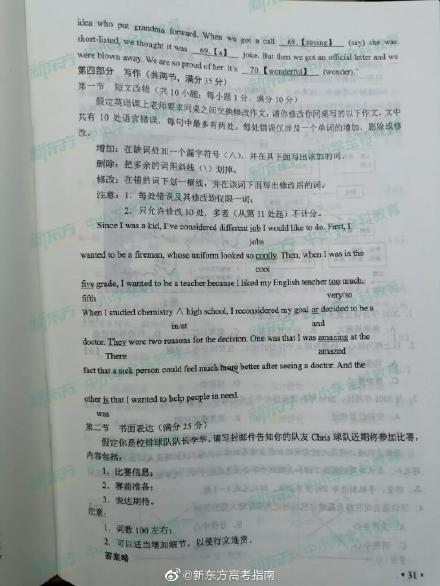 idea who put grandma forward. When we got a call 68.【saying】 (say) she was
short-listed, we thought it was 69.【a】 joke. But then we got an official letter and we
were blown away. We are so proud of her. It's 70.【wonderful】 (wonder)."
第四部分 写作（共两节，满分 35 分）
第一节 短文改错（共 10 小题；每小题 1 分，满分 10 分）
假定英语课上老师要求同桌之间交换修改作文，请你修改你同桌写的以下作文。文中
共有 10 处语言错误，每句中最多有两处。每处错误仅涉及一个单词的增加、删除或修
改。
增加：在缺词处加一个漏字符号（∧），并在其下面写出该加的词。
删除：把多余的词用斜线（\）划掉。
修改：在错的词下划一横线，并在该词下面写出修改后的词。
注意：1．每处错误及其修改均仅限一词；
2．只允许修改 10 处，多者（从第 11 处起）不计分。
Since I was a kid, I've considered different job I would like to do. First, I
jobs
wanted to be a fireman, whose uniform looked so coolly. Then, when I was in the
cool
five grade, I wanted to be a teacher because I liked my English teacher too much.
fifth very/so
When I studied chemistry ∧ high school, I reconsidered my goal or decided to be a
in/at and
doctor. They were two reasons for the decision. One was that I was amazing at the
There amazed
fact that a sick person could feel much more better after seeing a doctor. And the
other is that I wanted to help people in need.
was
第二节 书面表达（满分 25 分）
假定你是校排球队队长李华。请写封邮件告知你的队友 Chris 球队近期将参加比赛，
内容包括：
1．比赛信息；
2．赛前准备；
3．表达期待。
注意：
1．词数 100 左右；
2．可以适当增加细节，以使行文连贯。
答案略
· 31 ·
@新东方高考指南